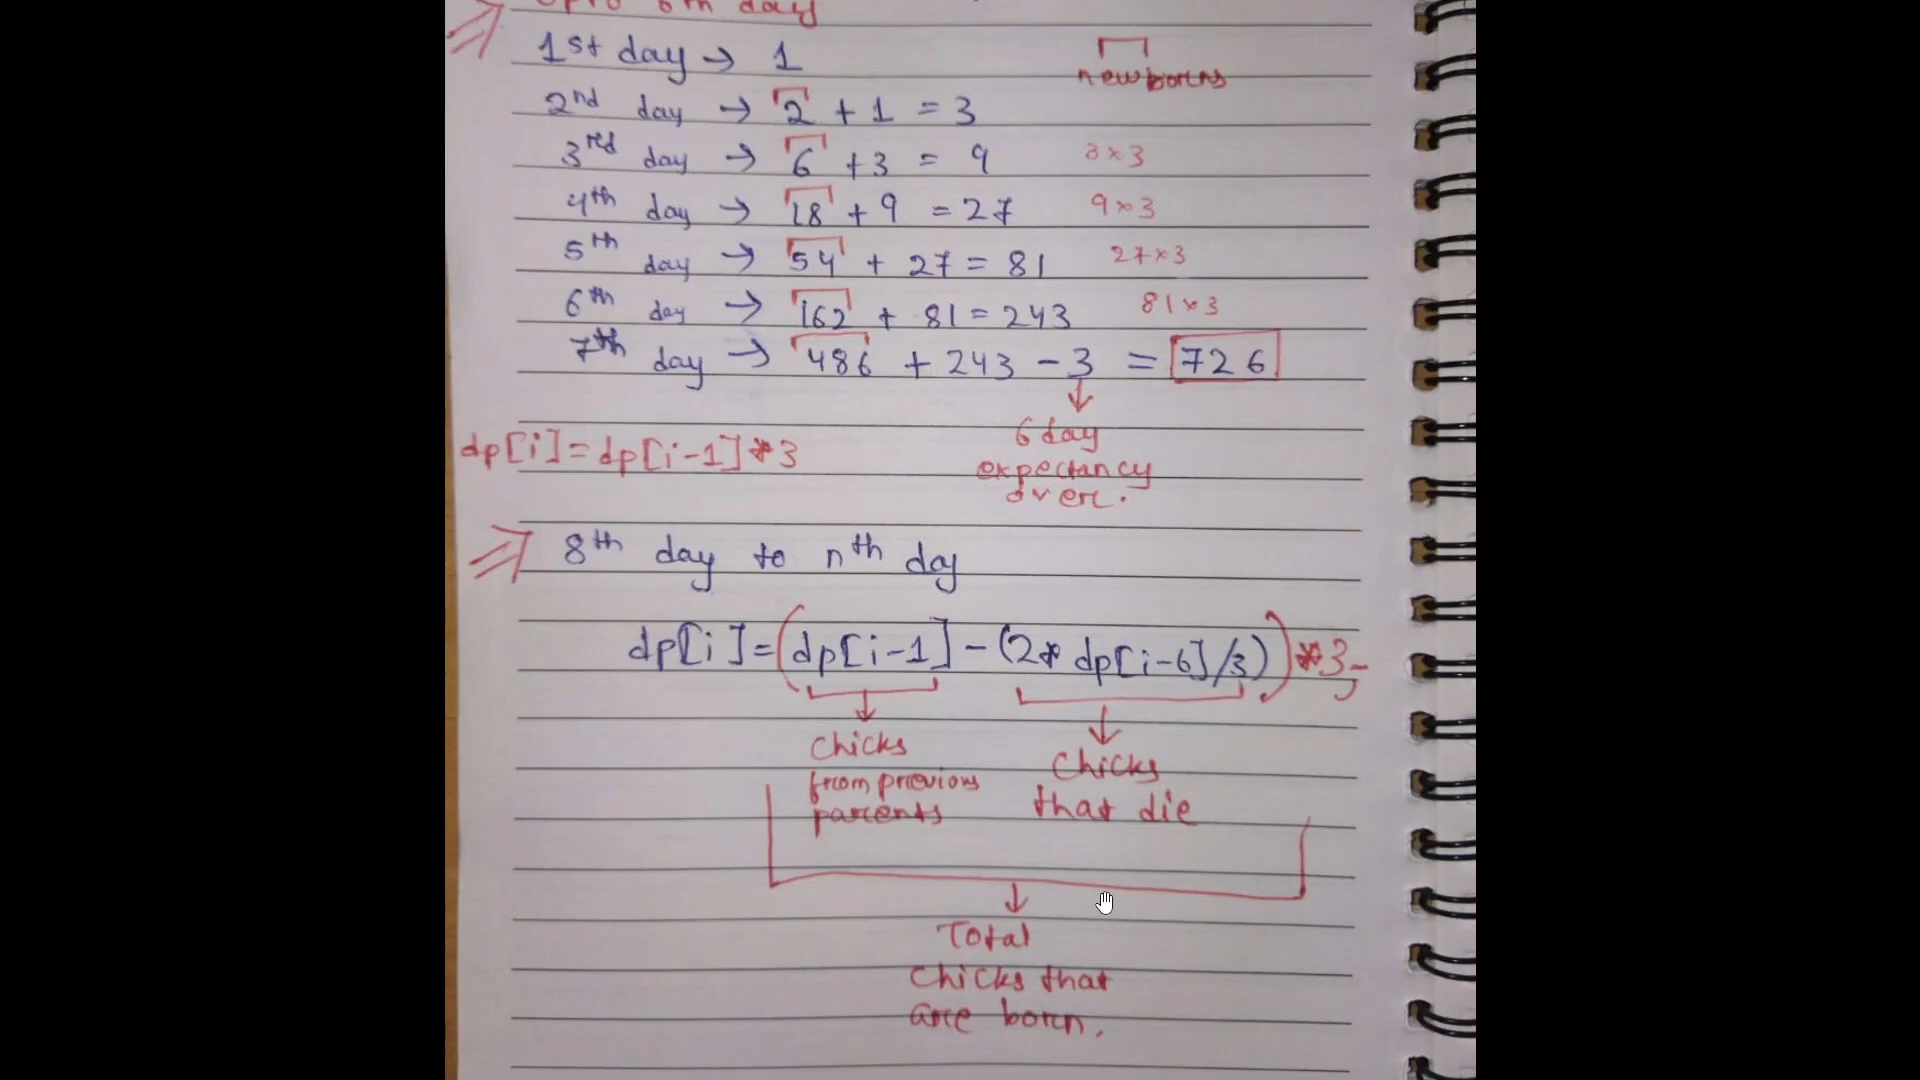 upto 6th day
1st day → 1
newborns
2nd day → 2 + 1 = 3
3rd day → 6 + 3 = 9 3×3
4th day → 18 + 9 = 27 9×3
5th day → 54 + 27 = 81 27×3
6th day → 162 + 81 = 243 81×3
7th day → 486 + 243 - 3 = 726
6 day
expectancy
over.
dp[i] = dp[i-1] * 3
8th day to nth day
dp[i] = (dp[i-1] - (2 * dp[i-6]/3)) * 3;
Chicks
from previous
parents
Chicks
that die
Total
Chicks that
are born.